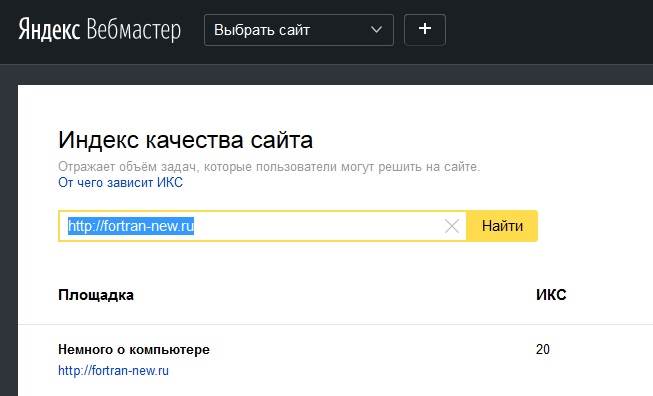 Яндекс Вебмастер Выбрать сайт +
Индекс качества сайта
Отражает объём задач, которые пользователи могут решить на сайте.
От чего зависит ИКС
http://fortran-new.ru Найти
Площадка ИКС
Немного о компьютере 20
http://fortran-new.ru